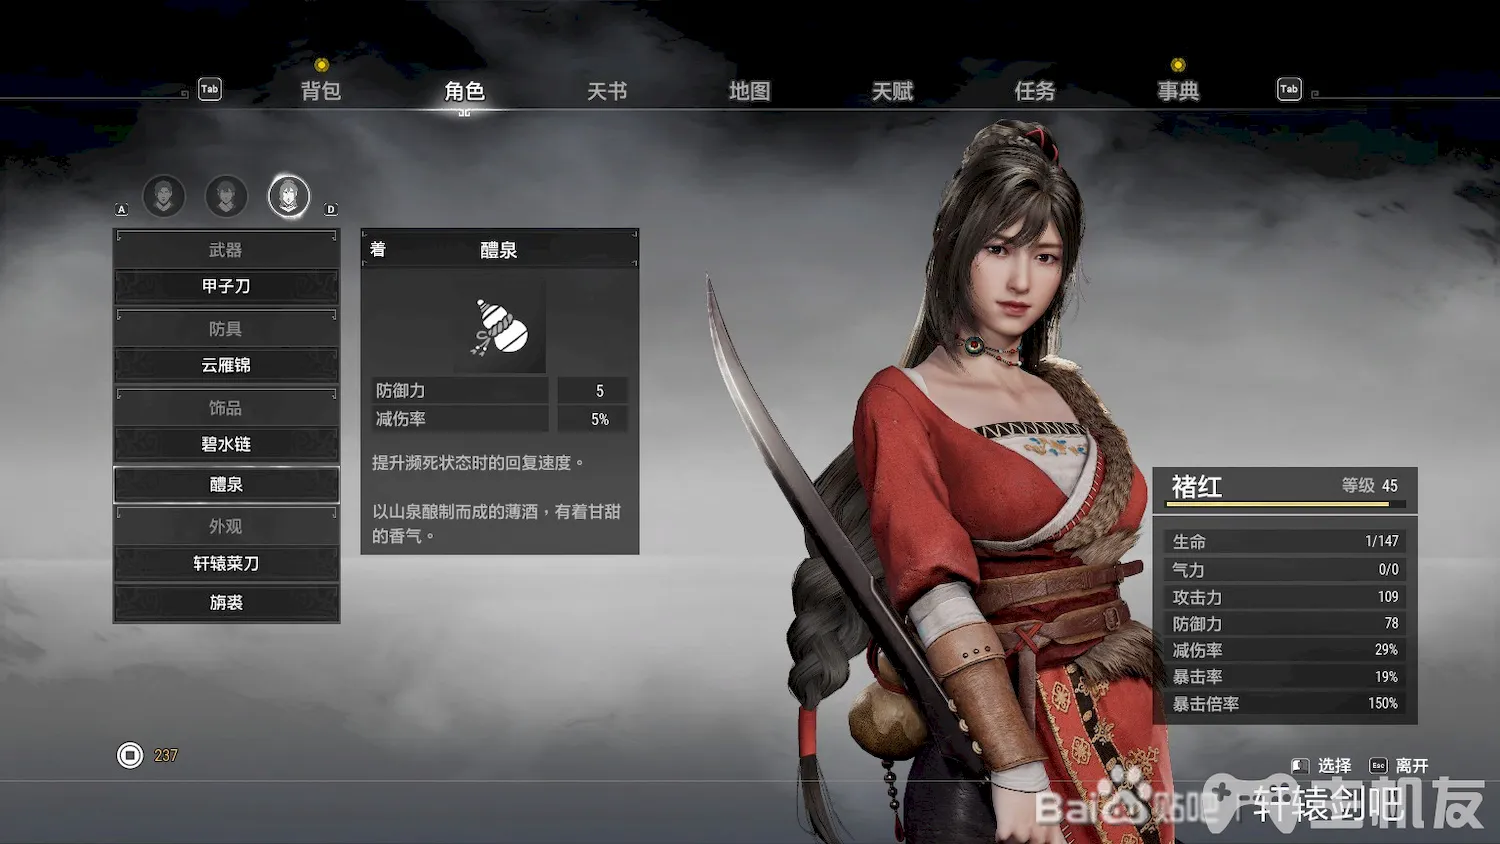 Tab 背包 角色 天书 地图 天赋 任务 事典 Tab
A D
武器
甲子刀
防具
云雁锦
饰品
碧水链
醴泉
外观
轩辕菜刀
旃裘
着 醴泉
防御力 5
减伤率 5%
提升濒死状态时的回复速度。
以山泉酿制而成的薄酒，有着甘甜
的香气。
褚红 等级 45
生命 1/147
气力 0/0
攻击力 109
防御力 78
减伤率 29%
暴击率 19%
暴击倍率 150%
237
选择 Esc 离开
Bai 贴吧 轩辕剑吧
机友